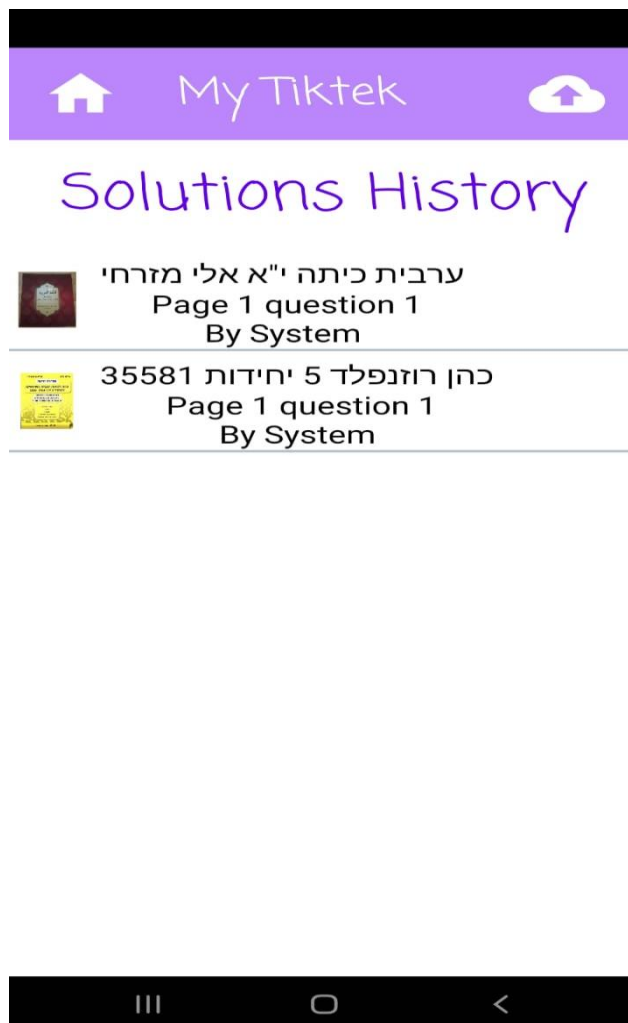 My Tiktek
Solutions History
ערבית כיתה י"א אלי מזרחי
Page 1 question 1
By System
כהן רוזנפלד 5 יחידות 35581
Page 1 question 1
By System